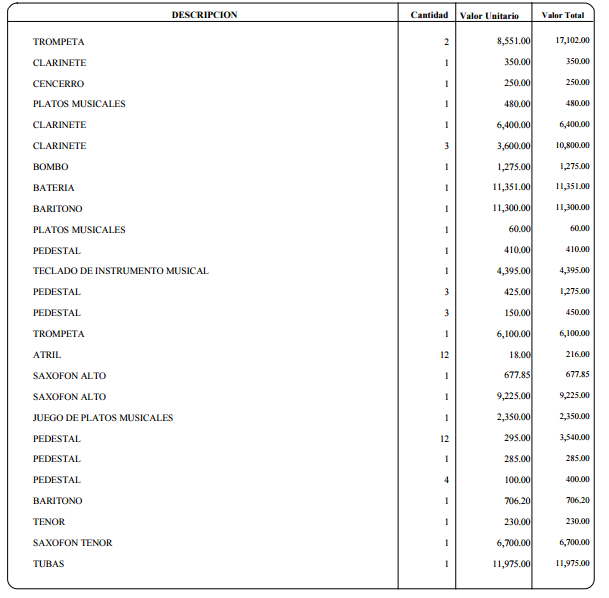 DESCRIPCION Cantidad Valor Unitario Valor Total
TROMPETA 2 8,551.00 17,102.00
CLARINETE 1 350.00 350.00
CENCERRO 1 250.00 250.00
PLATOS MUSICALES 1 480.00 480.00
CLARINETE 1 6,400.00 6,400.00
CLARINETE 3 3,600.00 10,800.00
BOMBO 1 1,275.00 1,275.00
BATERIA 1 11,351.00 11,351.00
BARITONO 1 11,300.00 11,300.00
PLATOS MUSICALES 1 60.00 60.00
PEDESTAL 1 410.00 410.00
TECLADO DE INSTRUMENTO MUSICAL 1 4,395.00 4,395.00
PEDESTAL 3 425.00 1,275.00
PEDESTAL 3 150.00 450.00
TROMPETA 1 6,100.00 6,100.00
ATRIL 12 18.00 216.00
SAXOFON ALTO 1 677.85 677.85
SAXOFON ALTO 1 9,225.00 9,225.00
JUEGO DE PLATOS MUSICALES 1 2,350.00 2,350.00
PEDESTAL 12 295.00 3,540.00
PEDESTAL 1 285.00 285.00
PEDESTAL 4 100.00 400.00
BARITONO 1 706.20 706.20
TENOR 1 230.00 230.00
SAXOFON TENOR 1 6,700.00 6,700.00
TUBAS 1 11,975.00 11,975.00